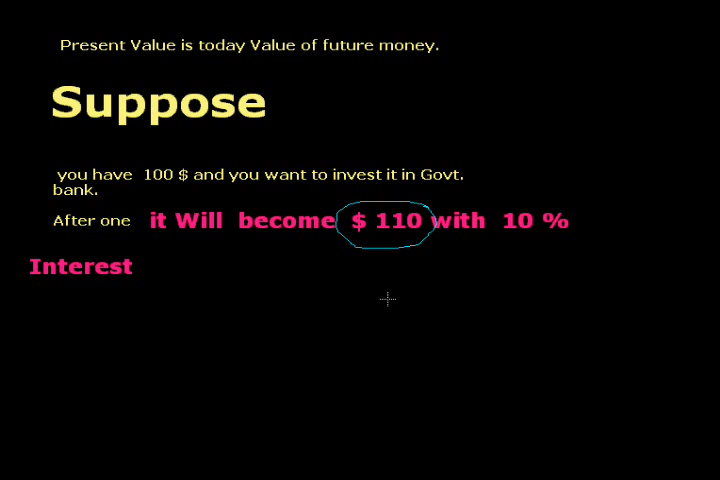 Present Value is today Value of future money.
Suppose
you have 100 $ and you want to invest it in Govt.
bank.
After one it Will become $ 110 with 10 %
Interest